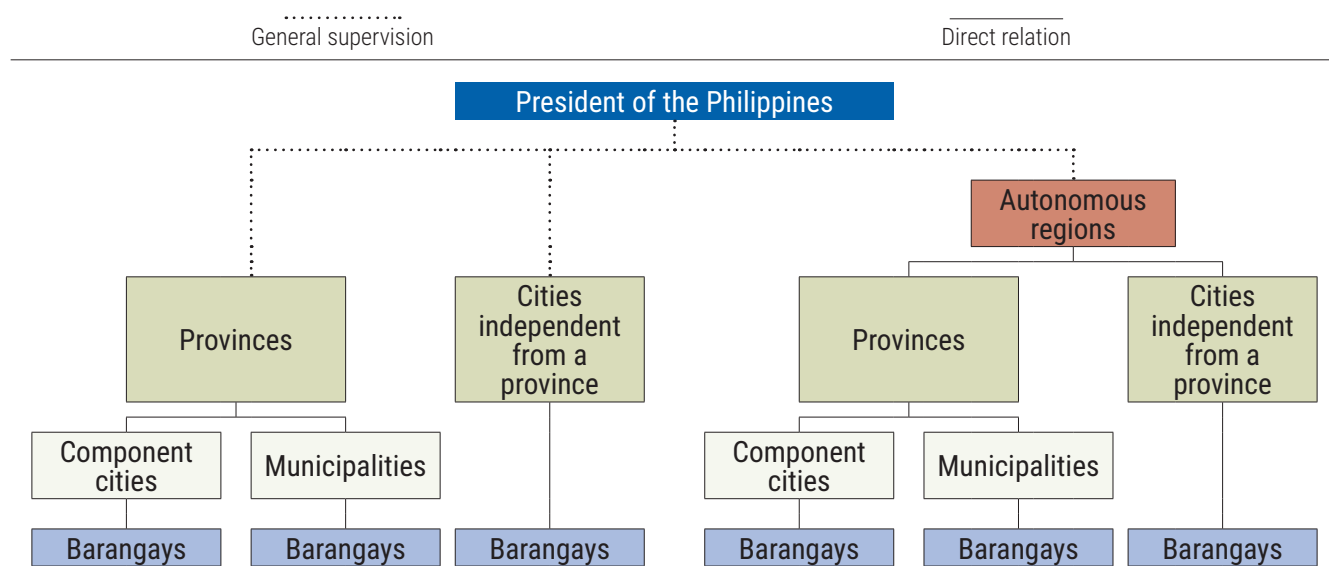 General supervision
Direct relation
President of the Philippines
Autonomous
regions
Provinces
Cities
independent
from a
province
Provinces
Cities
independent
from a
province
Component
cities
Municipalities
Component
cities
Municipalities
Barangays
Barangays
Barangays
Barangays
Barangays
Barangays